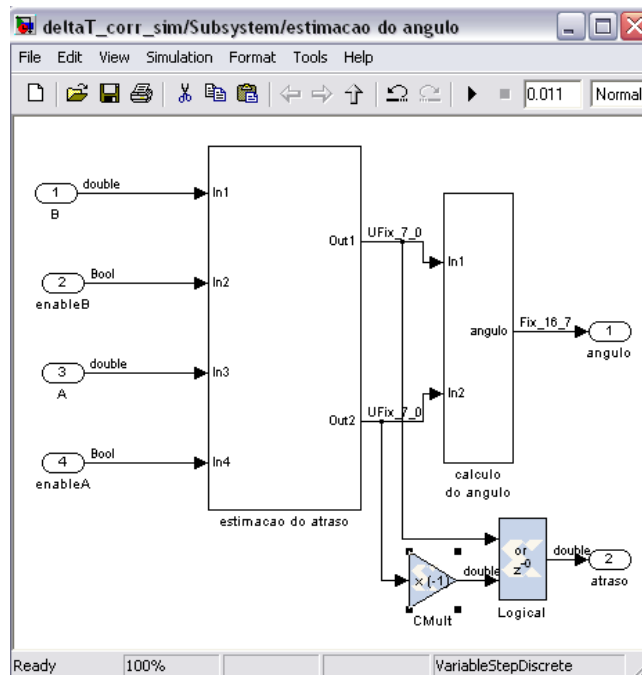 deltaT_corr_sim/Subsystem/estimacao do angulo
File Edit View Simulation Format Tools Help
0.011 Normal
1
double
B
In1
2
Bool
enableB
In2
3
double
A
In3
4
Bool
enableA
In4
Out1
Out2
estimacao do atraso
UFix_7_0
UFix_7_0
In1
In2
angulo
calculo
do angulo
Fix_16_7
1
angulo
x (-1)
CMult
double
or
z-0
Logical
double
2
atraso
Ready 100% VariableStepDiscrete